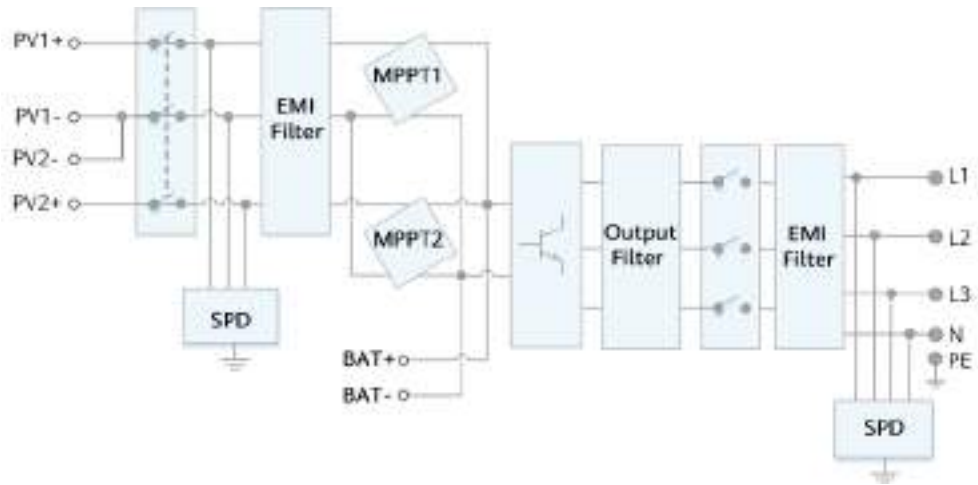 PV1+
PV1-
PV2-
PV2+
EMI
Filter
MPPT1
MPPT2
SPD
BAT+
BAT-
Output
Filter
EMI
Filter
L1
L2
L3
N
PE
SPD